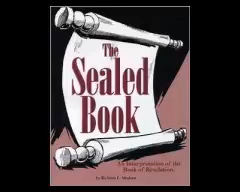 The
Sealed
Book
An Interpretation of the
Book of Revelation